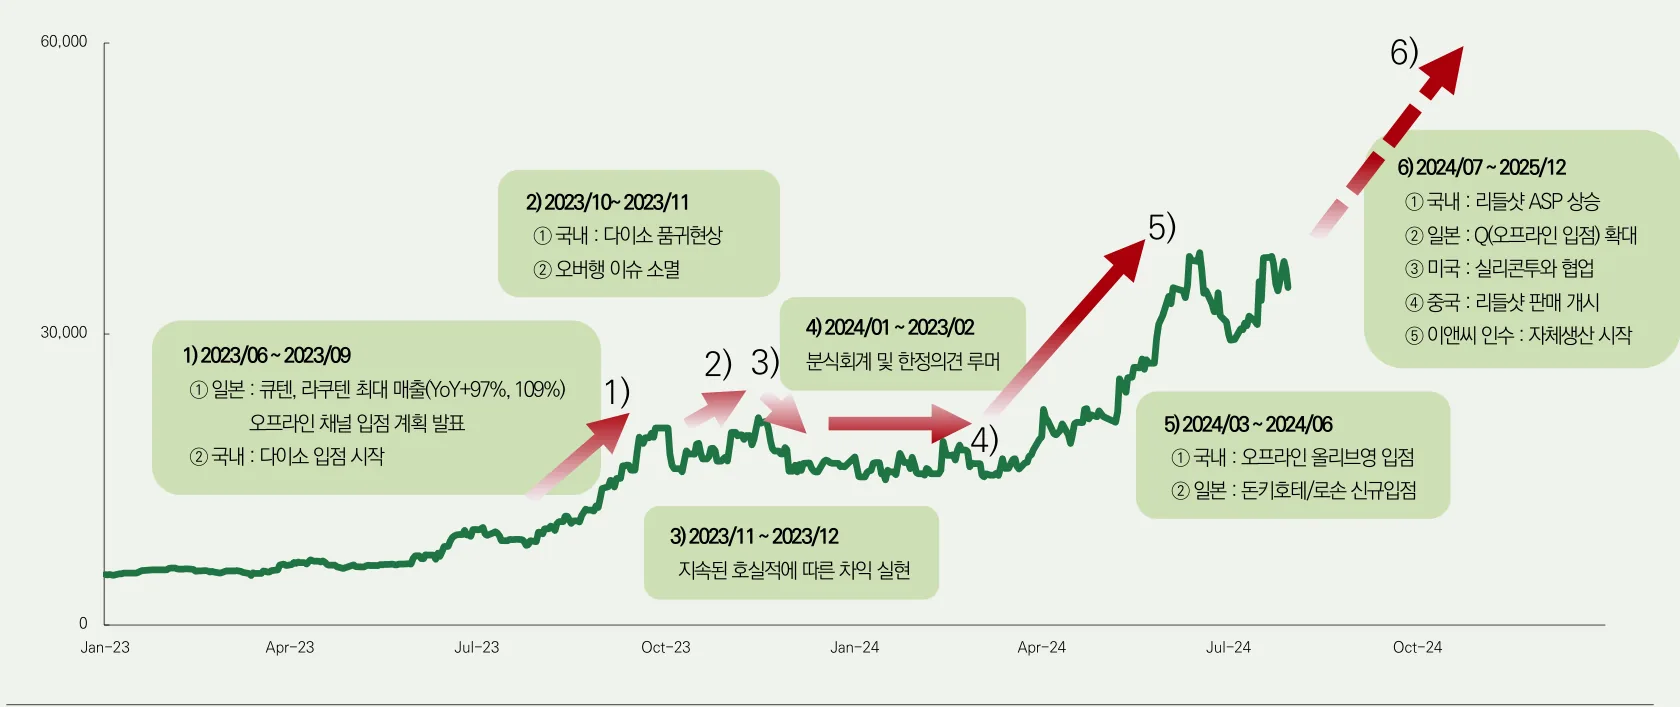 60,000
30,000
0
Jan-23
Apr-23
Jul-23
Oct-23
Jan-24
Apr-24
Jul-24
Oct-24
1)
1) 2023/06 ~ 2023/09
① 일본 : 큐텐, 라쿠텐 최대 매출(YoY+97%, 109%)
오프라인 채널 입점 계획 발표
② 국내 : 다이소 입점 시작
2)
2) 2023/10~ 2023/11
① 국내 : 다이소 품귀현상
② 오버행 이슈 소멸
3)
3) 2023/11 ~ 2023/12
지속된 호실적에 따른 차익 실현
4)
4) 2024/01 ~ 2023/02
분식회계 및 한정의견 루머
5)
5) 2024/03 ~ 2024/06
① 국내 : 오프라인 올리브영 입점
② 일본 : 돈키호테/로손 신규입점
6)
6) 2024/07 ~ 2025/12
① 국내 : 리들샷 ASP 상승
② 일본 : Q(오프라인 입점) 확대
③ 미국 : 실리콘투와 협업
④ 중국 : 리들샷 판매 개시
⑤ 이앤씨 인수 : 자체생산 시작